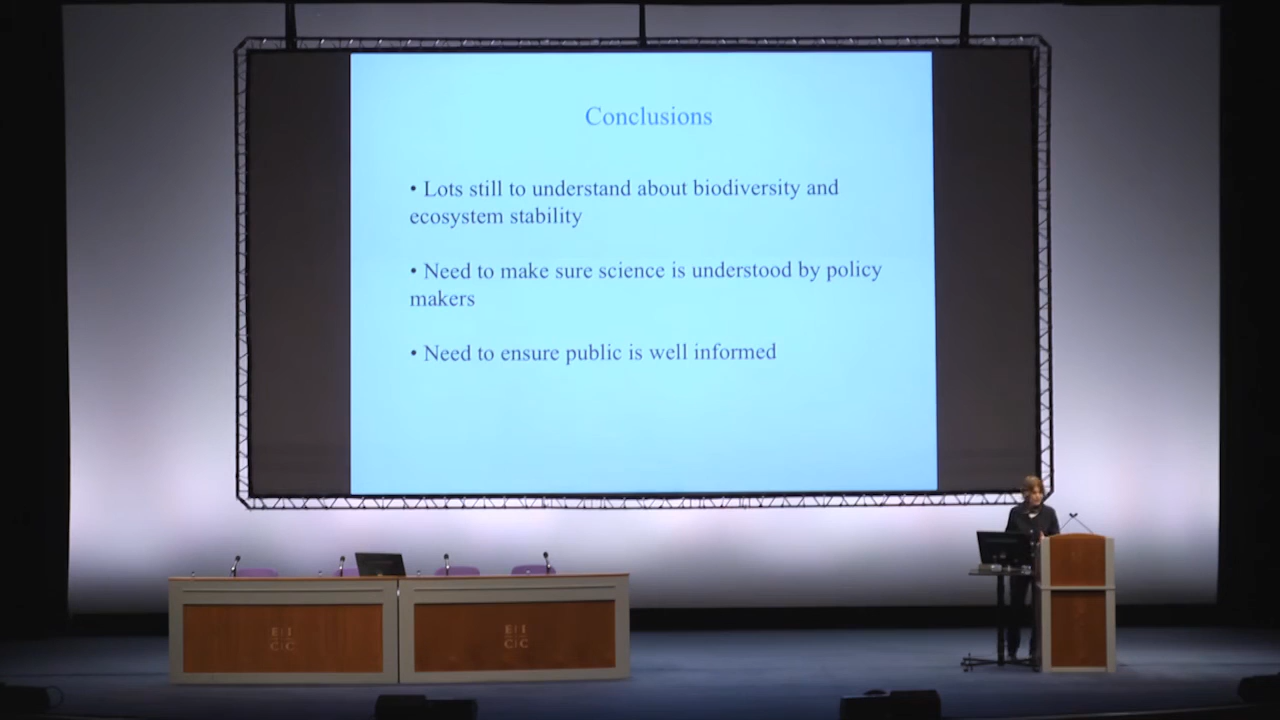 Conclusions
• Lots still to understand about biodiversity and
ecosystem stability
• Need to make sure science is understood by policy
makers
• Need to ensure public is well informed
E I
C C
E I
C C